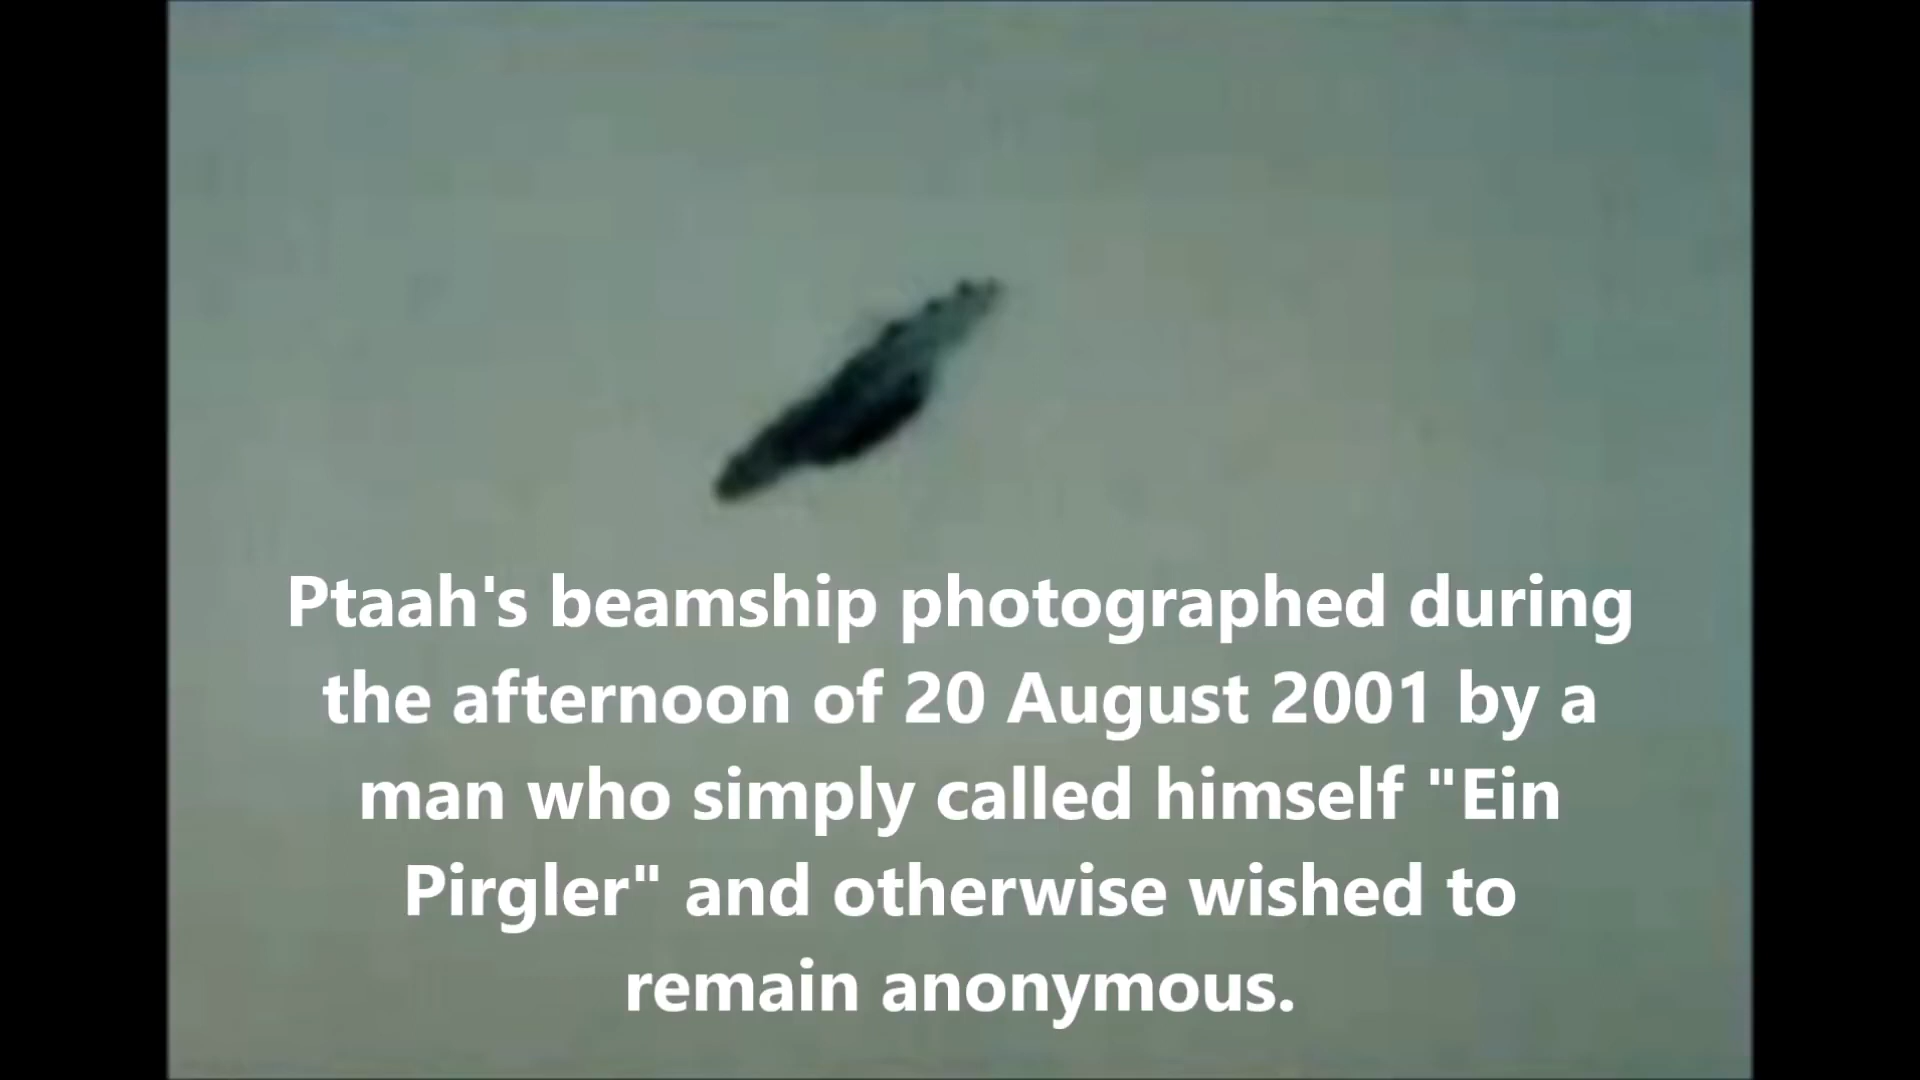 Ptaah's beamship photographed during
the afternoon of 20 August 2001 by a
man who simply called himself "Ein
Pirgler" and otherwise wished to
remain anonymous.